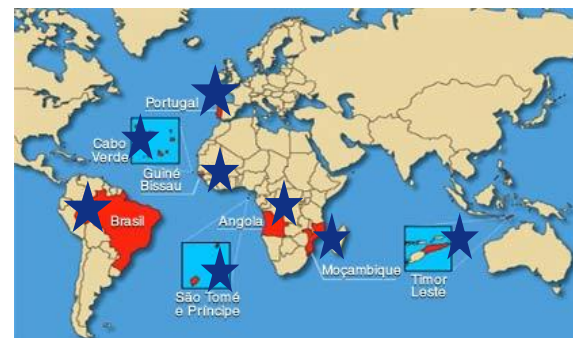 Portugal
Cabo
Verde
Guiné
Bissau
Brasil
Angola
São Tomé
e Príncipe
Moçambique
Timor
Leste